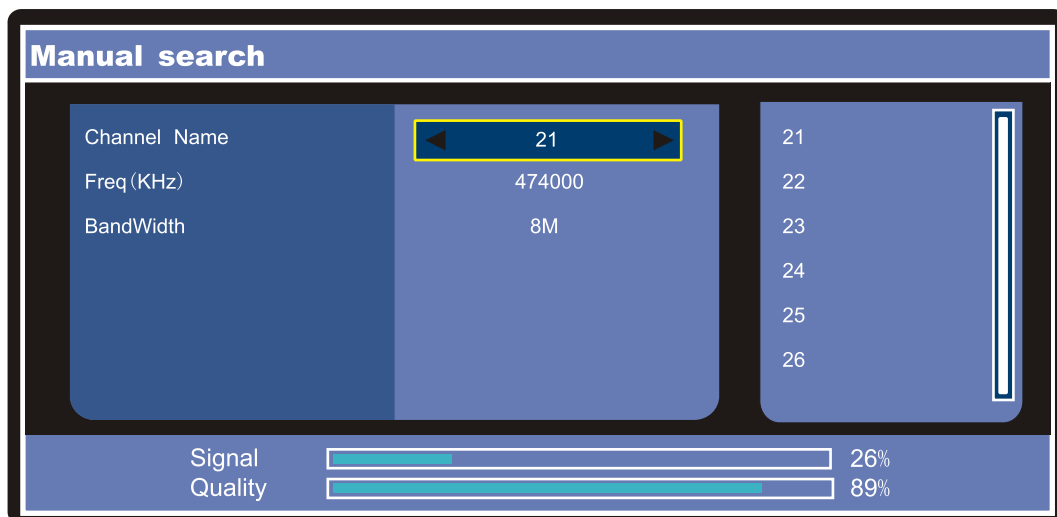 Manual search
Channel Name 21
Freq(KHz) 474000
BandWidth 8M
21
22
23
24
25
26
Signal 26%
Quality 89%